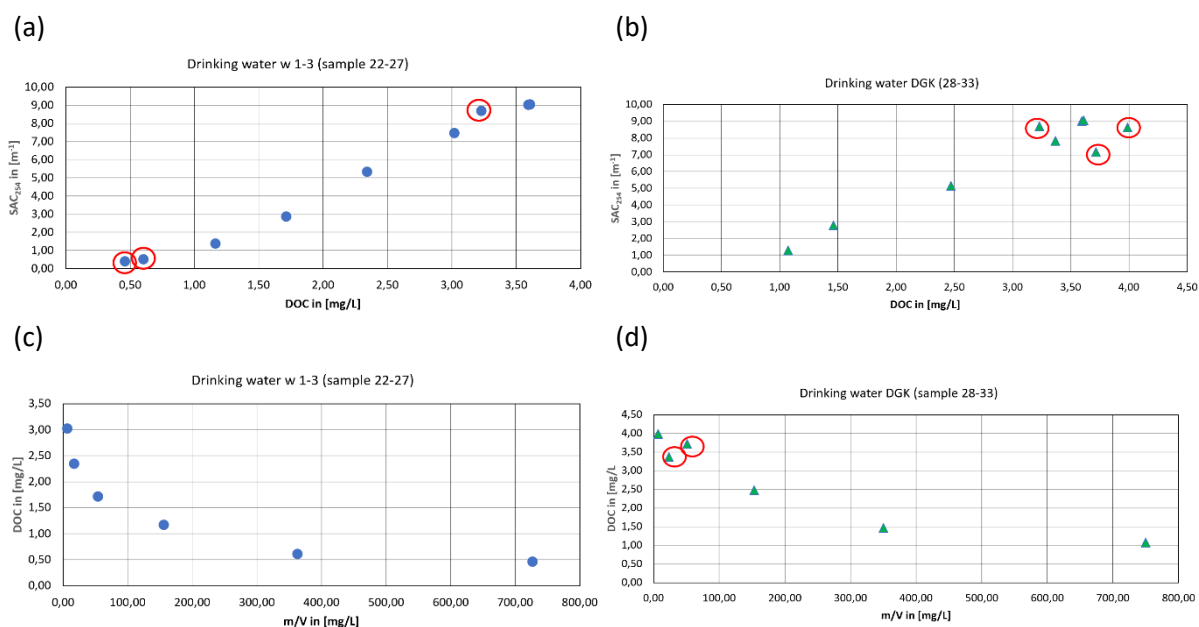 (a)
Drinking water w 1-3 (sample 22-27)
10,00
9,00
8,00
7,00
6,00
5,00
4,00
3,00
2,00
1,00
0,00
SAC₂₅₄ in [m⁻¹]
0,00 0,50 1,00 1,50 2,00 2,50 3,00 3,50 4,00
DOC in [mg/L]
(b)
Drinking water DGK (28-33)
10,00
9,00
8,00
7,00
6,00
5,00
4,00
3,00
2,00
1,00
0,00
SAC₂₅₄ in [m⁻¹]
0,00 0,50 1,00 1,50 2,00 2,50 3,00 3,50 4,00 4,50
DOC in [mg/L]
(c)
Drinking water w 1-3 (sample 22-27)
3,50
3,00
2,50
2,00
1,50
1,00
0,50
0,00
DOC in [mg/L]
0,00 100,00 200,00 300,00 400,00 500,00 600,00 700,00 800,00
m/V in [mg/L]
(d)
Drinking water DGK (sample 28-33)
4,50
4,00
3,50
3,00
2,50
2,00
1,50
1,00
0,50
0,00
DOC in [mg/L]
0,00 100,00 200,00 300,00 400,00 500,00 600,00 700,00 800,00
m/V in [mg/L]